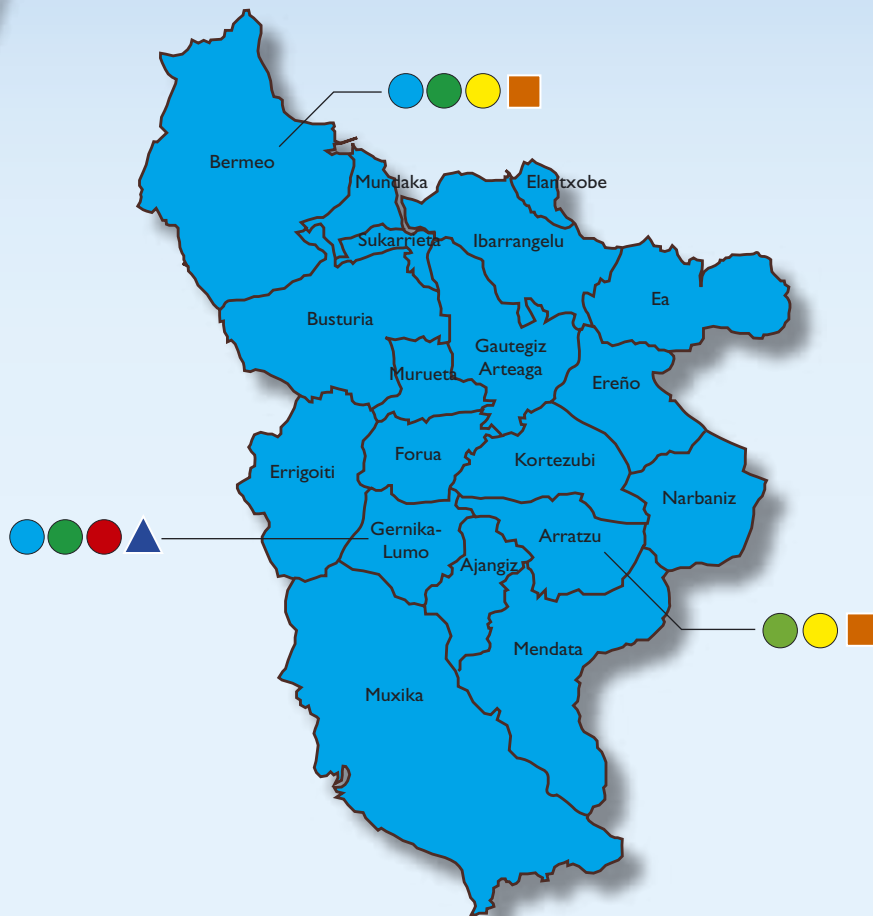 Bermeo
Mundaka
Elantxobe
Sukarrieta
Ibarrangelu
Ea
Busturia
Gautegiz
Arteaga
Murueta
Ereño
Forua
Kortezubi
Errigoiti
Narbaniz
Gernika-
Lumo
Arratzu
Ajangiz
Mendata
Muxika